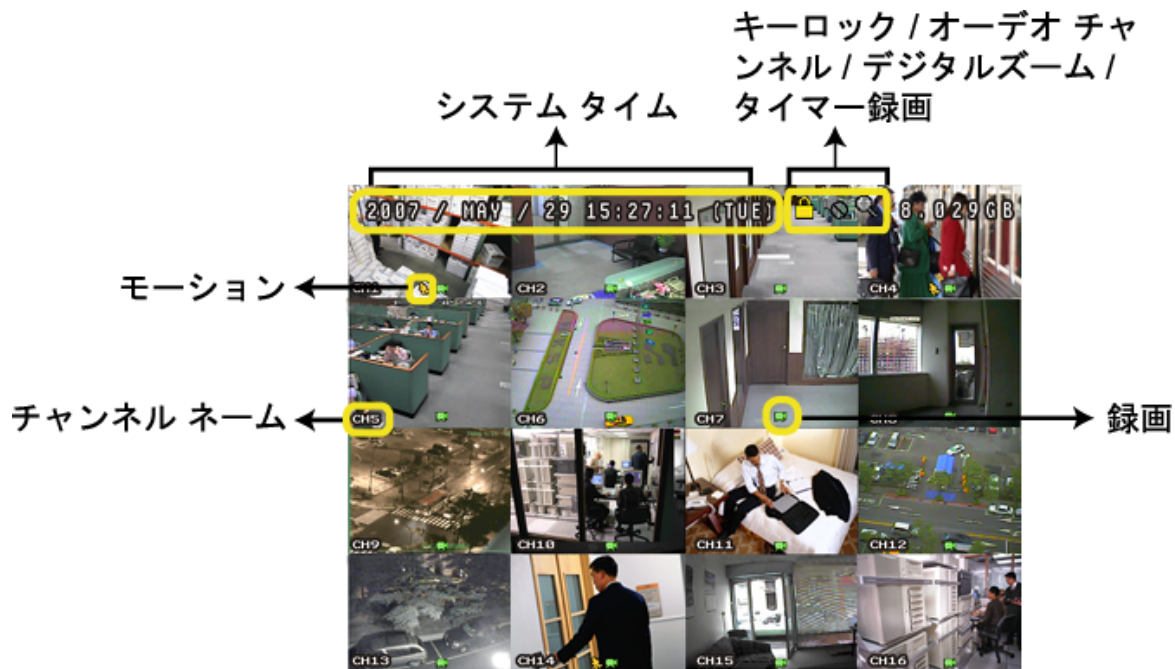 キーロック / オーデオ チャ
ンネル / デジタルズーム /
タイマー録画
システム タイム
2007 / MAY / 29 15:27:11 (TUE)
8.029GB
モーション
CH1
CH2
CH3
CH4
チャンネル ネーム
CH5
CH6
CH7
CH8
録画
CH9
CH10
CH11
CH12
CH13
CH14
CH15
CH16